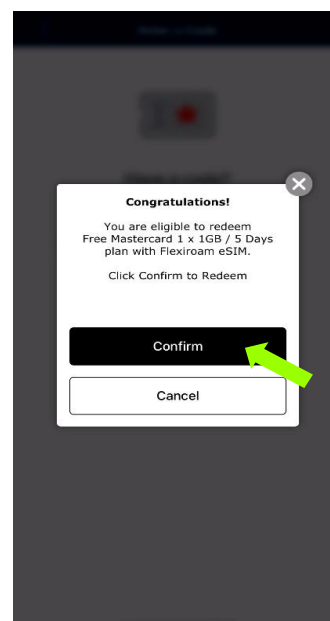 Congratulations!
You are eligible to redeem
Free Mastercard 1 x 1GB / 5 Days
plan with Flexiroam eSIM.
Click Confirm to Redeem
Confirm
Cancel